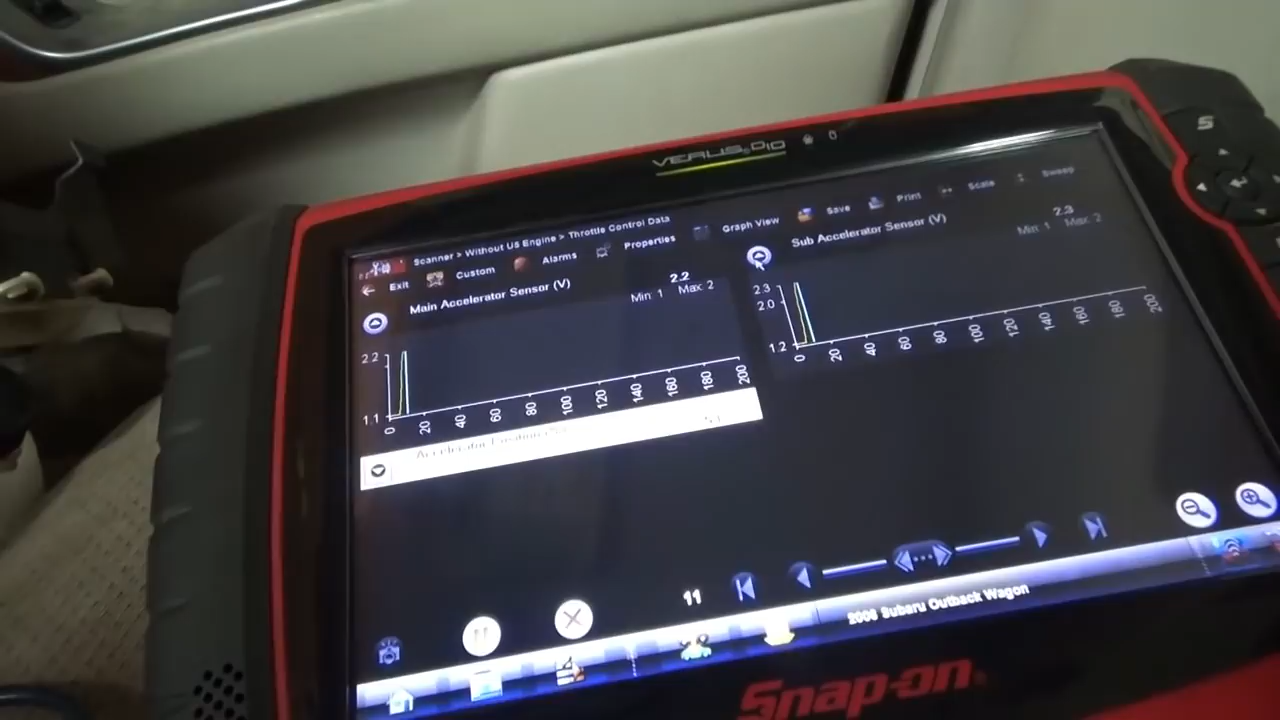 VERUS PRO
Scanner > Without US Engine > Throttle Control Data
Exit
Custom
Alarms
Properties
Graph View
Save
Print
Scale
Sweep
Main Accelerator Sensor (V)
2.2
Min: 1 Max: 2
2.2
1.1
0 20 40 60 80 100 120 140 160 180 200
Sub Accelerator Sensor (V)
2.3
Min: 1 Max: 2
2.3
2.0
1.2
0 20 40 60 80 100 120 140 160 180 200
Accelerator Position
11
2006 Subaru Outback Wagon
Snap-on
S